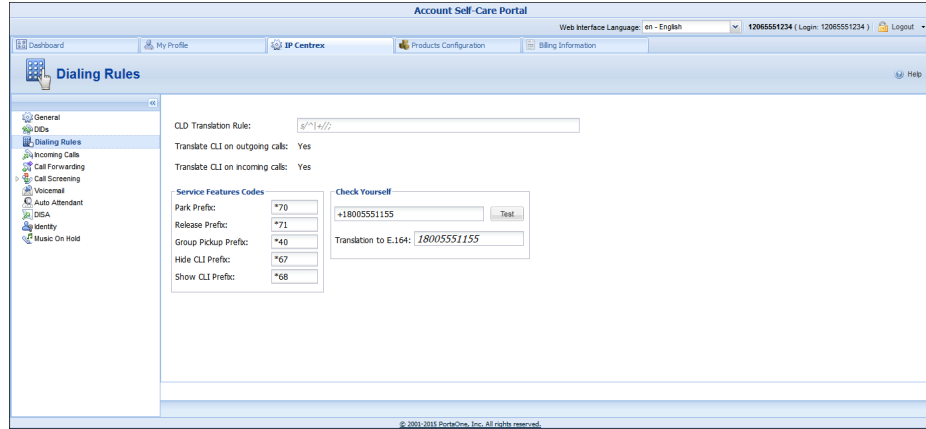 Account Self-Care Portal
Web Interface Language: en - English 12065551234 ( Login: 12065551234 ) Logout
Dashboard My Profile IP Centrex Products Configuration Billing Information
Dialing Rules Help
General
DIDs
Dialing Rules
Incoming Calls
Call Forwarding
Call Screening
Voicemail
Auto Attendant
DISA
Identity
Music On Hold
CLD Translation Rule: s/^|+//;
Translate CLI on outgoing calls: Yes
Translate CLI on incoming calls: Yes
Service Features Codes
Park Prefix: *70
Release Prefix: *71
Group Pickup Prefix: *40
Hide CLI Prefix: *67
Show CLI Prefix: *68
Check Yourself
+18005551155 Test
Translation to E.164: 18005551155
© 2001-2015 PortaOne, Inc. All rights reserved.